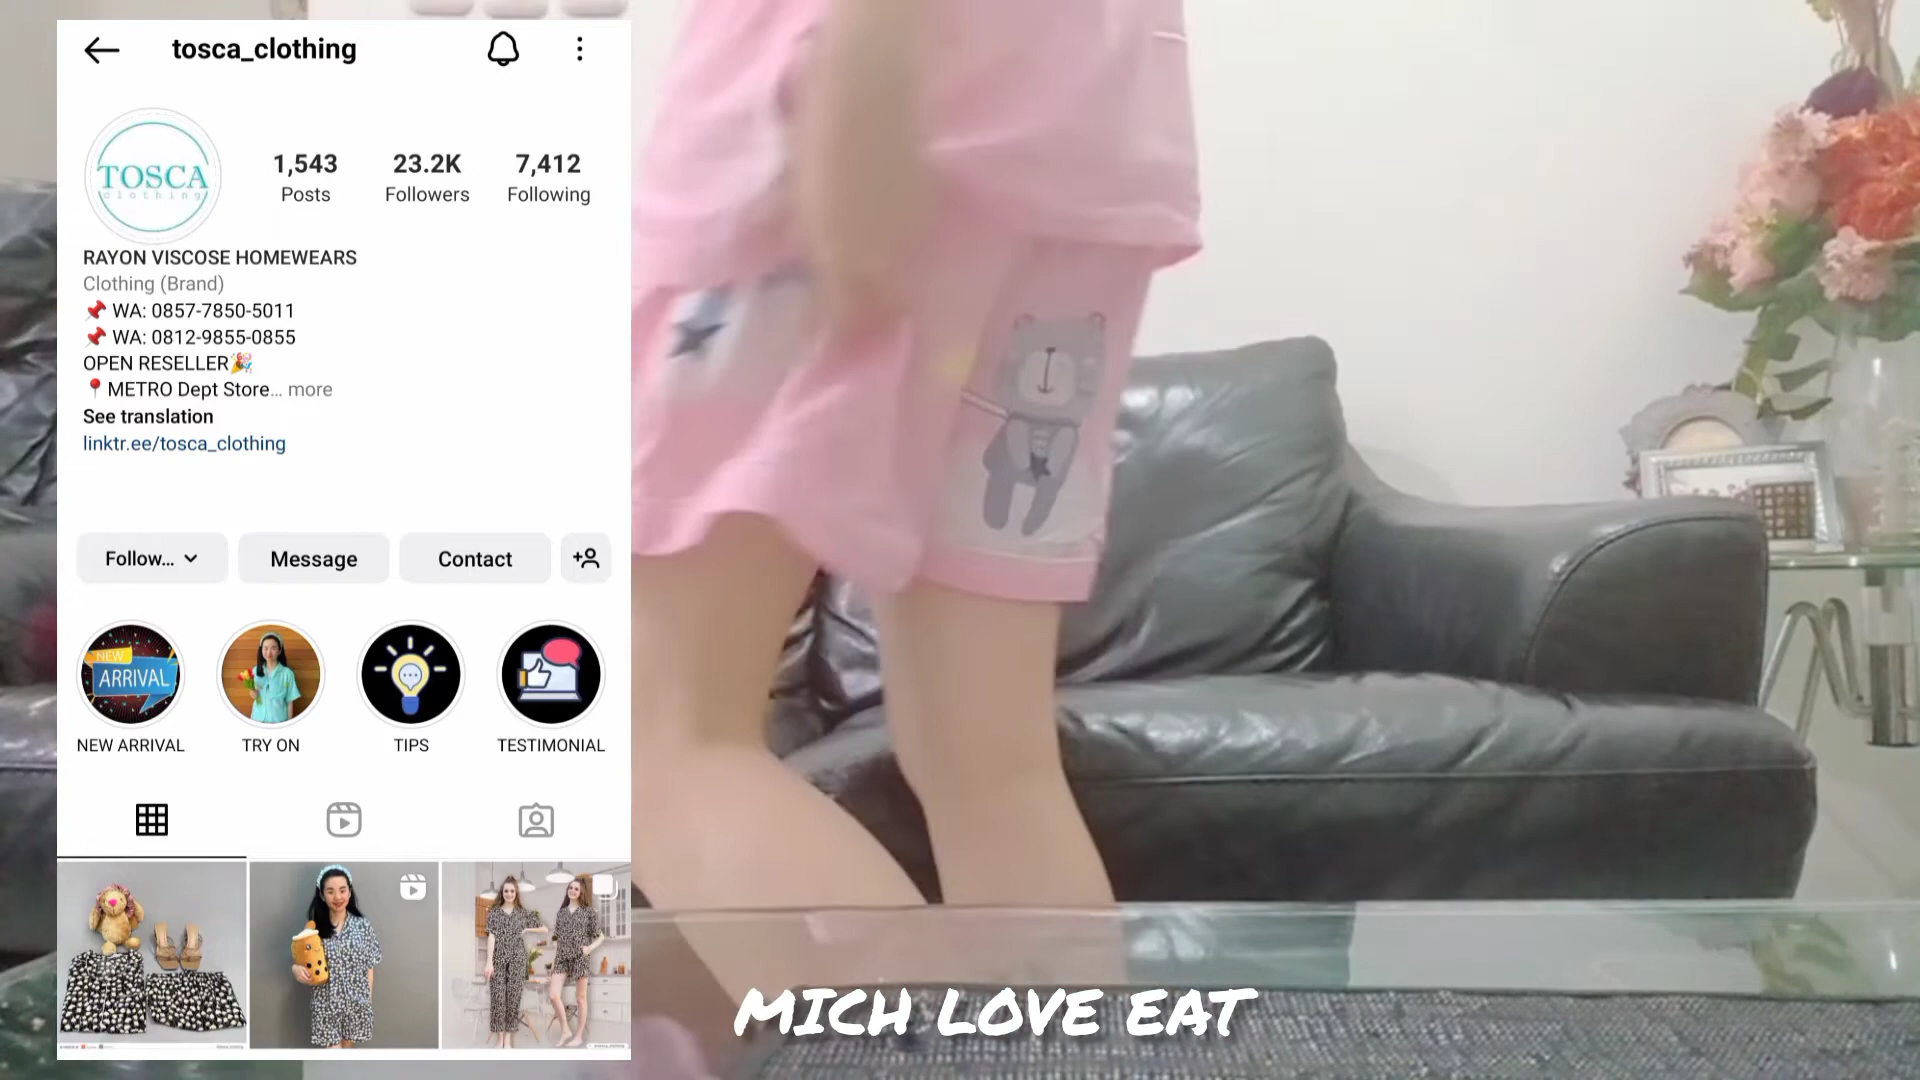 tosca_clothing
TOSCA
clothing
1,543
Posts
23.2K
Followers
7,412
Following
RAYON VISCOSE HOMEWEARS
Clothing (Brand)
📌 WA: 0857-7850-5011
📌 WA: 0812-9855-0855
OPEN RESELLER🎉
📍METRO Dept Store... more
See translation
linktr.ee/tosca_clothing
Follow...
Message
Contact
NEW
ARRIVAL
NEW ARRIVAL
TRY ON
TIPS
TESTIMONIAL
MICH LOVE EAT